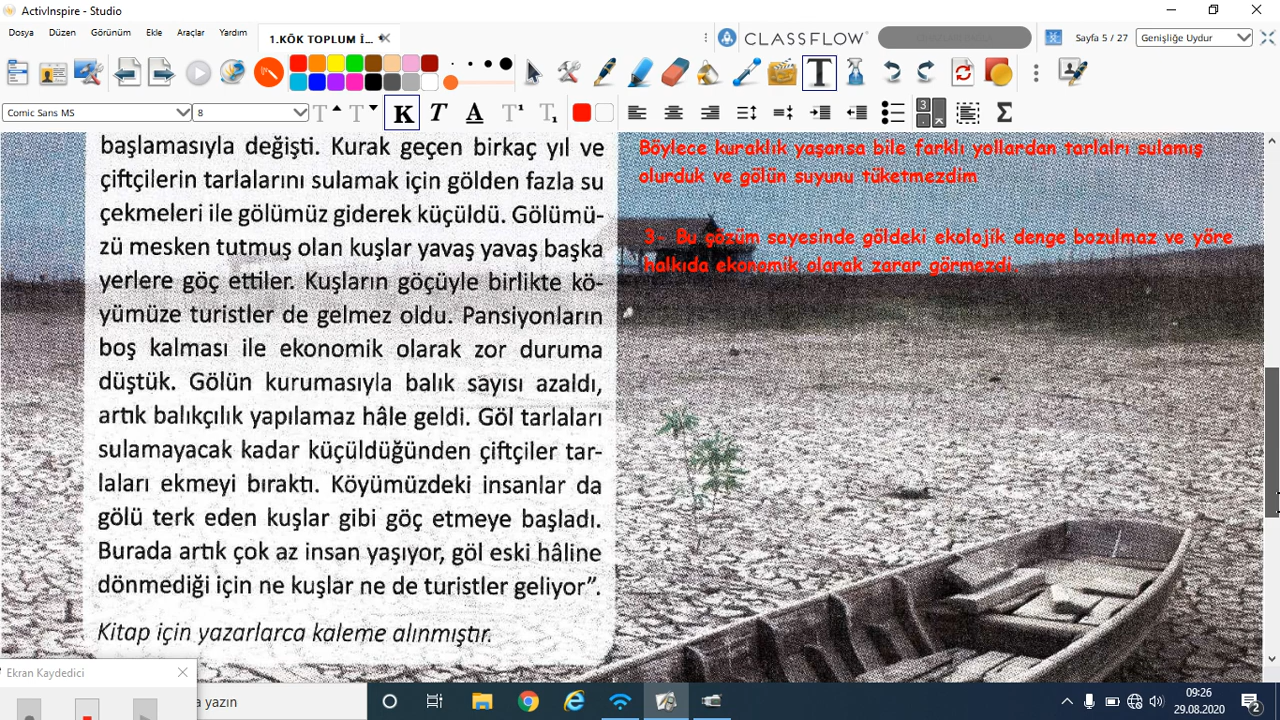 ActivInspire - Studio
Dosya Düzen Görünüm Ekle Araçlar Yardım
1.KÖK TOPLUM İ...
CLASSFLOW
Sayfa 5 / 27
Genişliğe Uydur
Comic Sans MS
8
başlamasıyla değişti. Kurak geçen birkaç yıl ve
çiftçilerin tarlalarını sulamak için gölden fazla su
çekmeleri ile gölümüz giderek küçüldü. Gölümü-
zü mesken tutmuş olan kuşlar yavaş yavaş başka
yerlere göç ettiler. Kuşların göçüyle birlikte kö-
yümüze turistler de gelmez oldu. Pansiyonların
boş kalması ile ekonomik olarak zor duruma
düştük. Gölün kurumasıyla balık sayısı azaldı,
artık balıkçılık yapılamaz hâle geldi. Göl tarlaları
sulamayacak kadar küçüldüğünden çiftçiler tar-
laları ekmeyi bıraktı. Köyümüzdeki insanlar da
gölü terk eden kuşlar gibi göç etmeye başladı.
Burada artık çok az insan yaşıyor, göl eski hâline
dönmediği için ne kuşlar ne de turistler geliyor”.
Kitap için yazarlarca kaleme alınmıştır.
Böylece kuraklık yaşansa bile farklı yollardan tarlalrı sulamış
olurduk ve gölün suyunu tüketmezdim
3- Bu çözüm sayesinde göldeki ekolojik denge bozulmaz ve yöre
halkıda ekonomik olarak zarar görmezdi.
Ekran Kaydedici
a yazın
09:26
29.08.2020
2